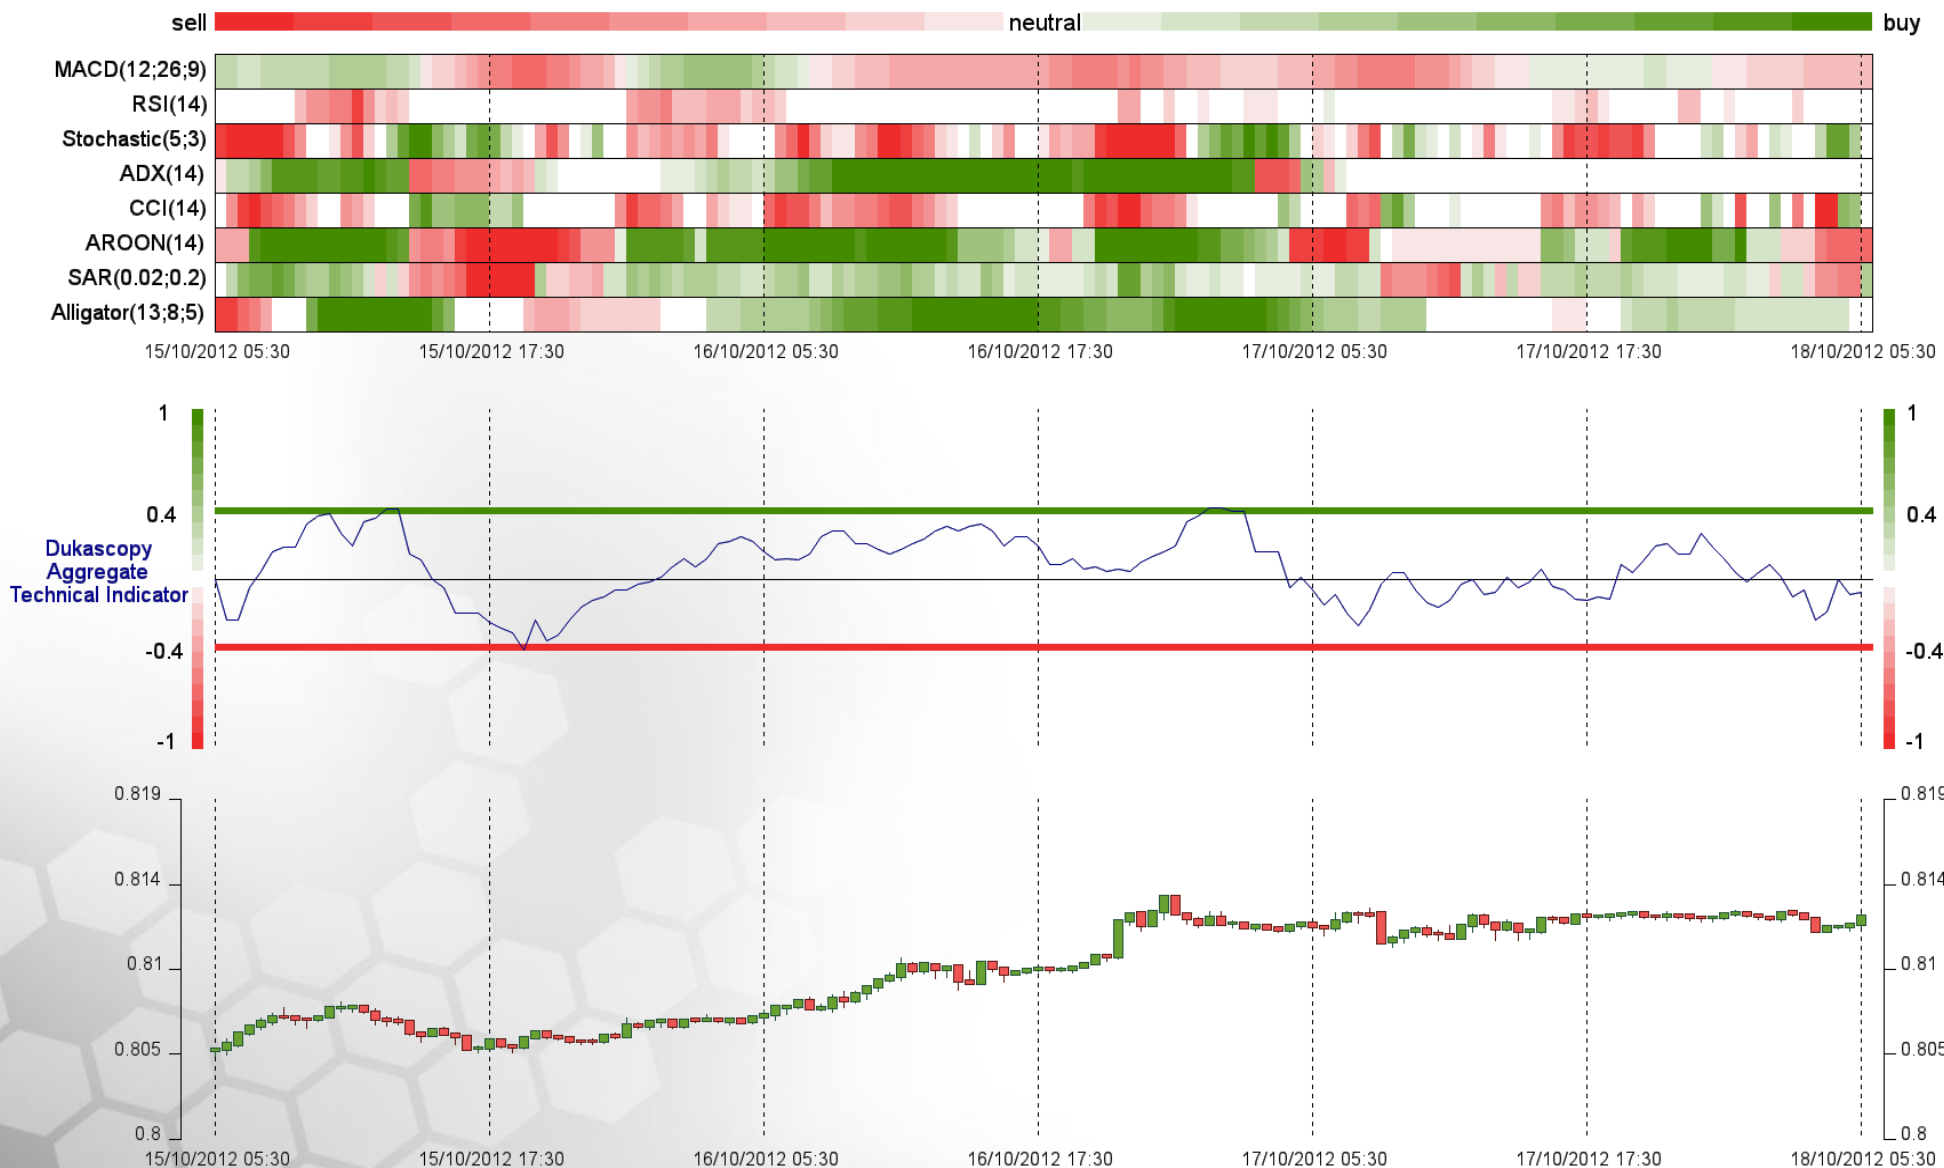 sell neutral buy
MACD(12;26;9)
RSI(14)
Stochastic(5;3)
ADX(14)
CCI(14)
AROON(14)
SAR(0.02;0.2)
Alligator(13;8;5)
15/10/2012 05:30 15/10/2012 17:30 16/10/2012 05:30 16/10/2012 17:30 17/10/2012 05:30 17/10/2012 17:30 18/10/2012 05:30
1 1
0.4 0.4
Dukascopy
Aggregate
Technical Indicator
-0.4 -0.4
-1 -1
0.819 0.819
0.814 0.814
0.81 0.81
0.805 0.805
0.8 0.8
15/10/2012 05:30 15/10/2012 17:30 16/10/2012 05:30 16/10/2012 17:30 17/10/2012 05:30 17/10/2012 17:30 18/10/2012 05:30